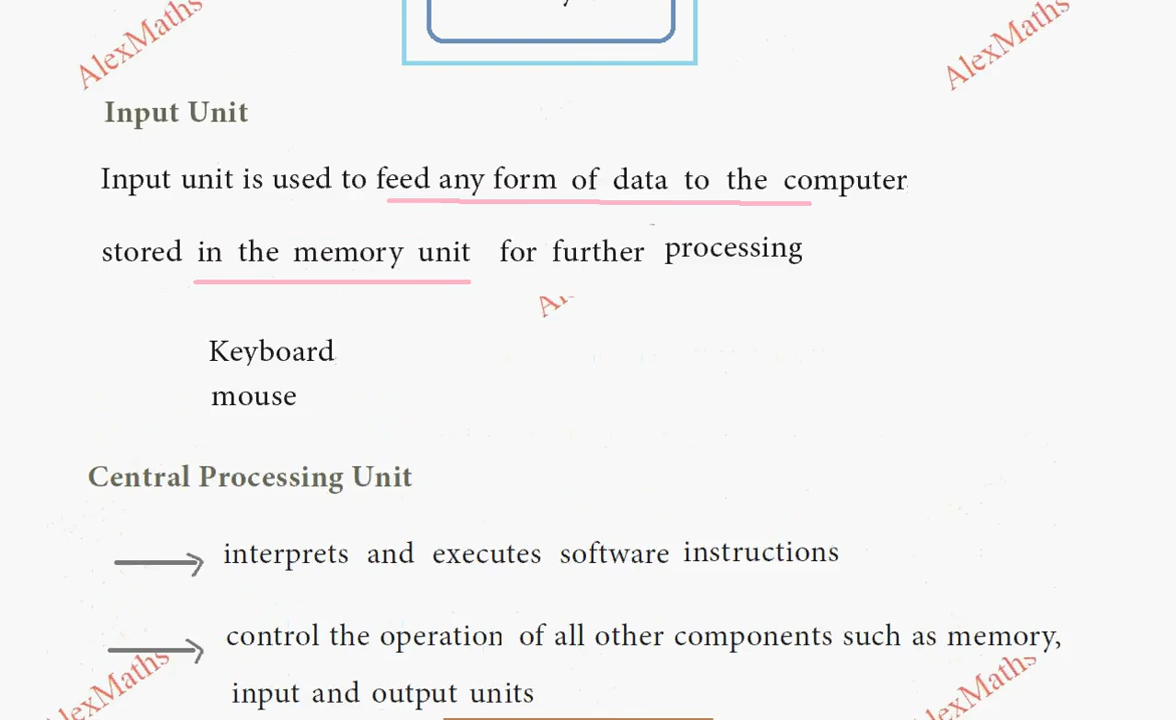 AlexMaths
AlexMaths
Input Unit
Input unit is used to feed any form of data to the computer
stored in the memory unit for further processing
Keyboard
mouse
Central Processing Unit
interprets and executes software instructions
control the operation of all other components such as memory,
input and output units